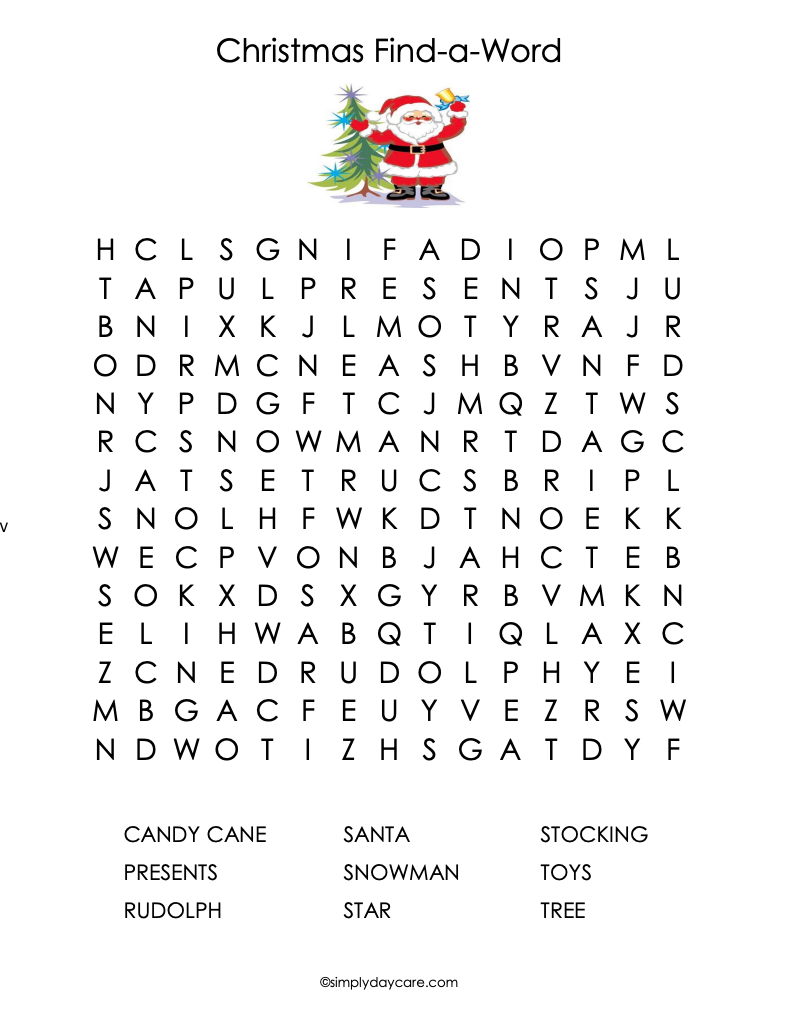 Christmas Find-a-Word
H C L S G N I F A D I O P M L
T A P U L P R E S E N T S J U
B N I X K J L M O T Y R A J R
O D R M C N E A S H B V N F D
N Y P D G F T C J M Q Z T W S
R C S N O W M A N R T D A G C
J A T S E T R U C S B R I P L
S N O L H F W K D T N O E K K
v
W E C P V O N B J A H C T E B
S O K X D S X G Y R B V M K N
E L I H W A B Q T I Q L A X C
Z C N E D R U D O L P H Y E I
M B G A C F E U Y V E Z R S W
N D W O T I Z H S G A T D Y F
CANDY CANE SANTA STOCKING
PRESENTS SNOWMAN TOYS
RUDOLPH STAR TREE
©simplydaycare.com